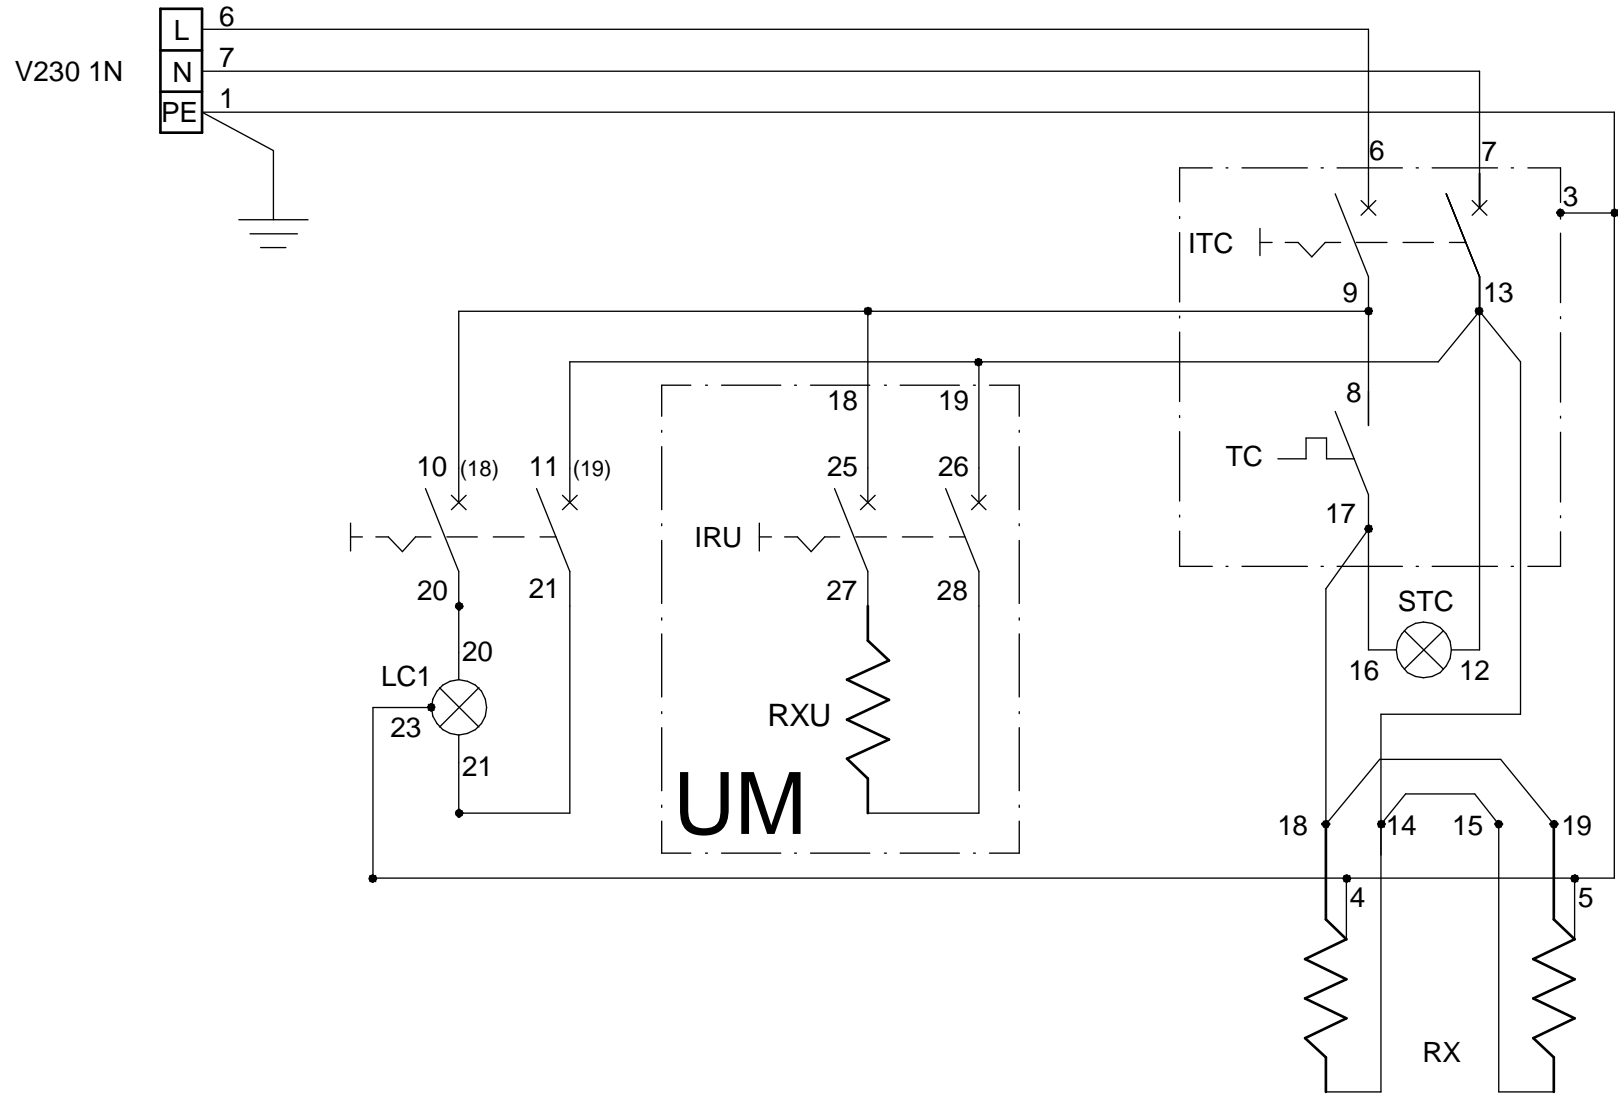 L 6
V230 1N N 7
PE 1
6 7
3
ITC
9 13
18 19 8
10 (18) 11 (19) 25 26 TC
17
IRU
20 21 27 28
STC
20
LC1 16 12
23 RXU
21
UM
18 14 15 19
4 5
RX